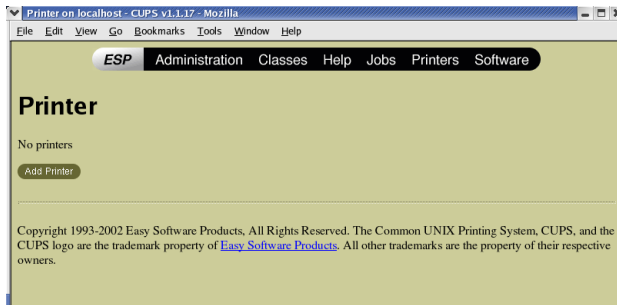 Printer on localhost - CUPS v1.1.17 - Mozilla
File Edit View Go Bookmarks Tools Window Help
ESP Administration Classes Help Jobs Printers Software
Printer
No printers
Add Printer
Copyright 1993-2002 Easy Software Products, All Rights Reserved. The Common UNIX Printing System, CUPS, and the
CUPS logo are the trademark property of Easy Software Products. All other trademarks are the property of their respective
owners.